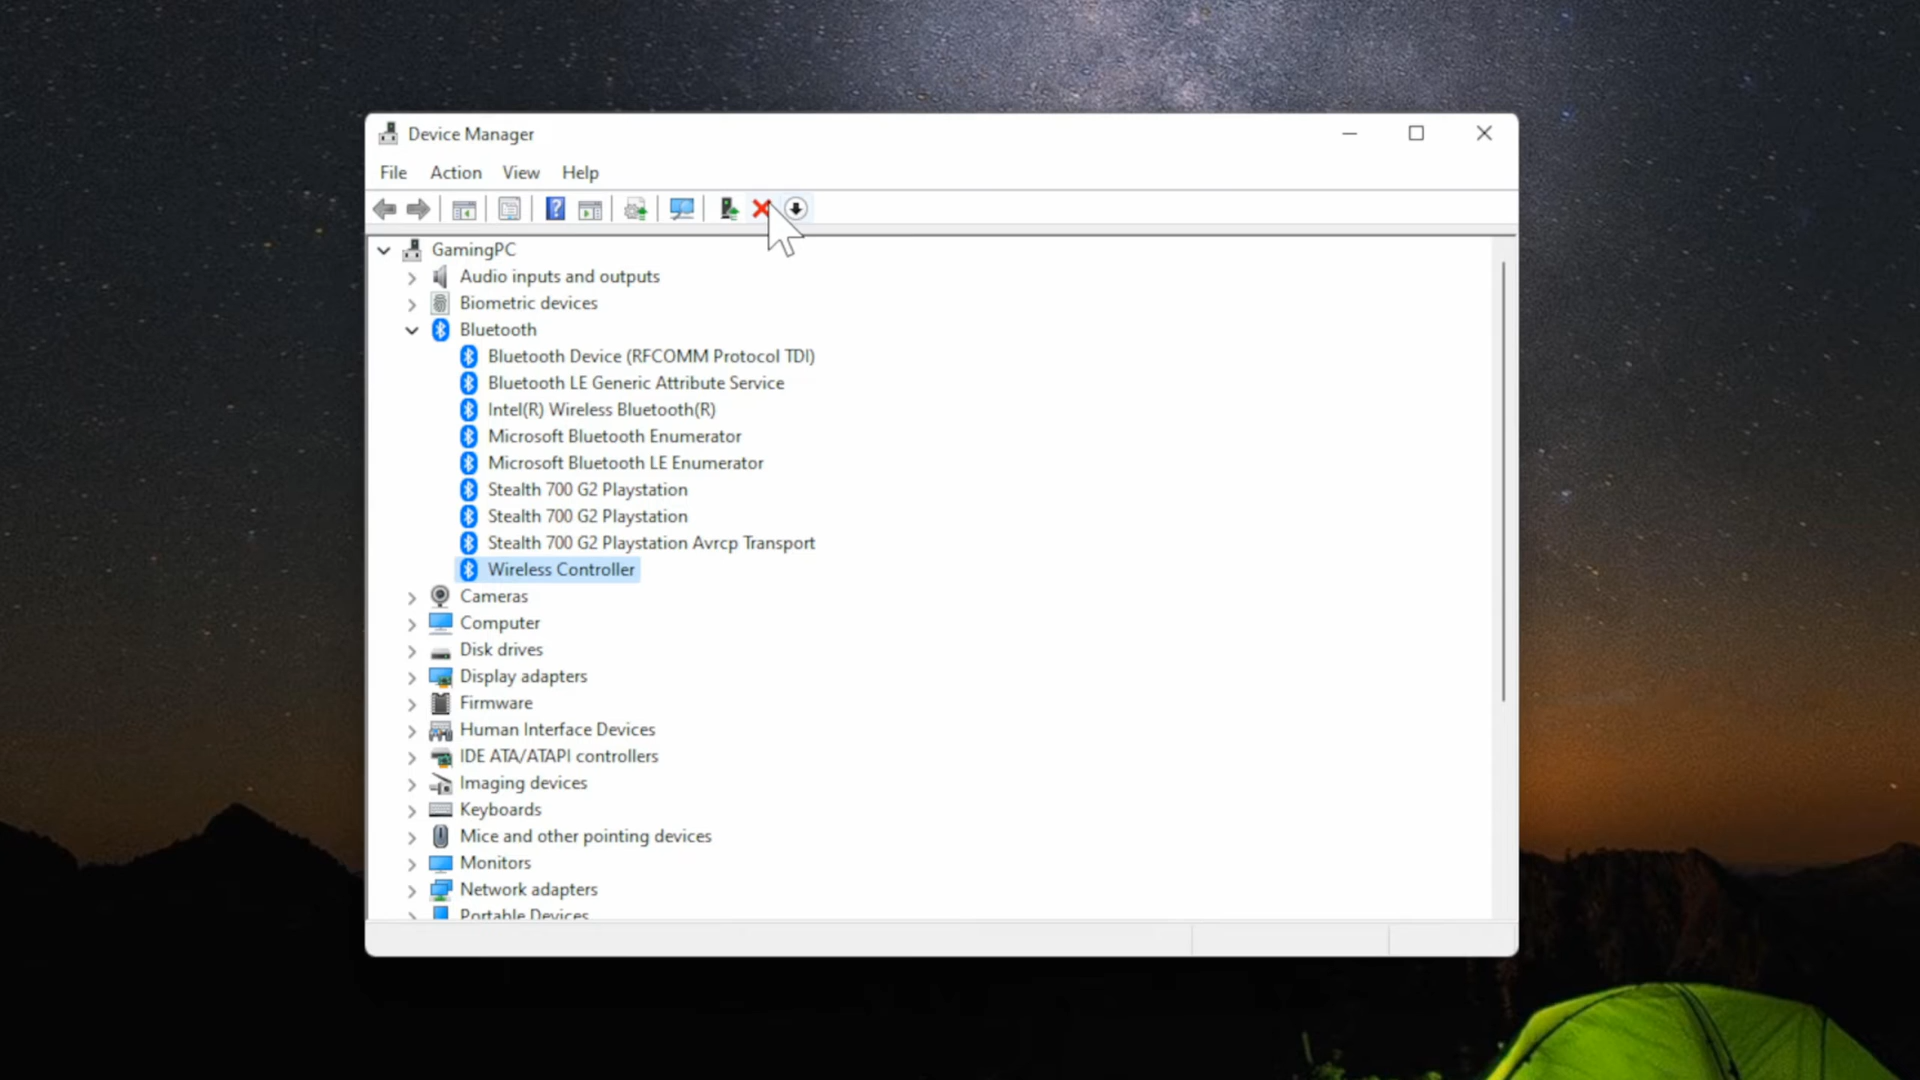 Device Manager
File Action View Help
GamingPC
Audio inputs and outputs
Biometric devices
Bluetooth
Bluetooth Device (RFCOMM Protocol TDI)
Bluetooth LE Generic Attribute Service
Intel(R) Wireless Bluetooth(R)
Microsoft Bluetooth Enumerator
Microsoft Bluetooth LE Enumerator
Stealth 700 G2 Playstation
Stealth 700 G2 Playstation
Stealth 700 G2 Playstation Avrcp Transport
Wireless Controller
Cameras
Computer
Disk drives
Display adapters
Firmware
Human Interface Devices
IDE ATA/ATAPI controllers
Imaging devices
Keyboards
Mice and other pointing devices
Monitors
Network adapters
Portable Devices